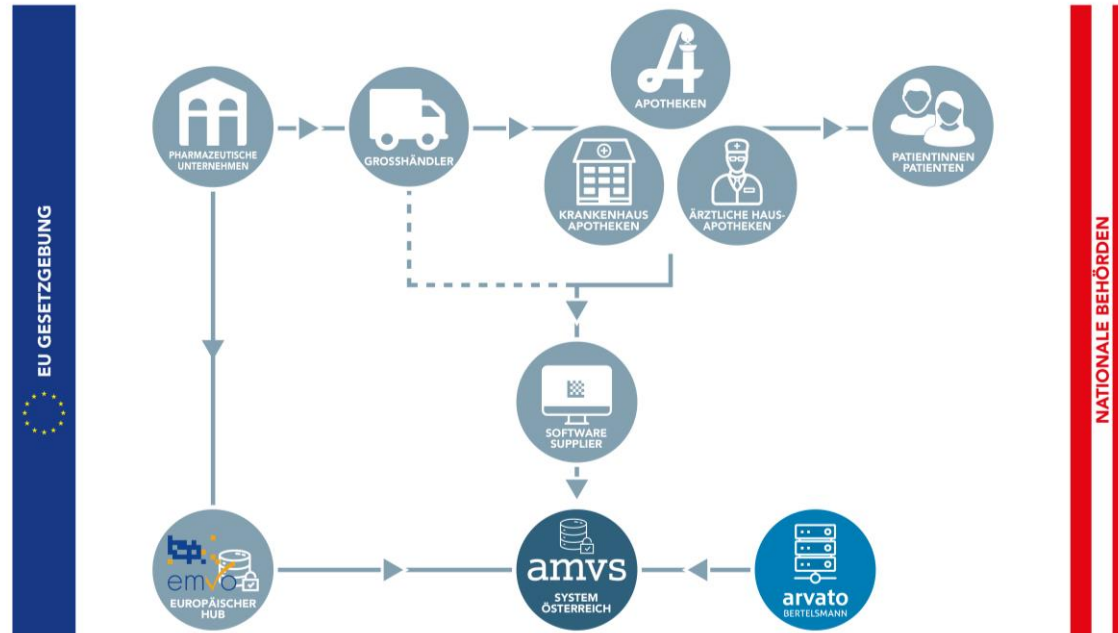 EU GESETZGEBUNG
PHARMAZEUTISCHE
UNTERNEHMEN
GROSSHÄNDLER
APOTHEKEN
KRANKENHAUS
APOTHEKEN
ÄRZTLICHE HAUS-
APOTHEKEN
PATIENTINNEN
PATIENTEN
SOFTWARE
SUPPLIER
emvo
EUROPÄISCHER
HUB
amvs
SYSTEM
ÖSTERREICH
arvato
BERTELSMANN
NATIONALE BEHÖRDEN